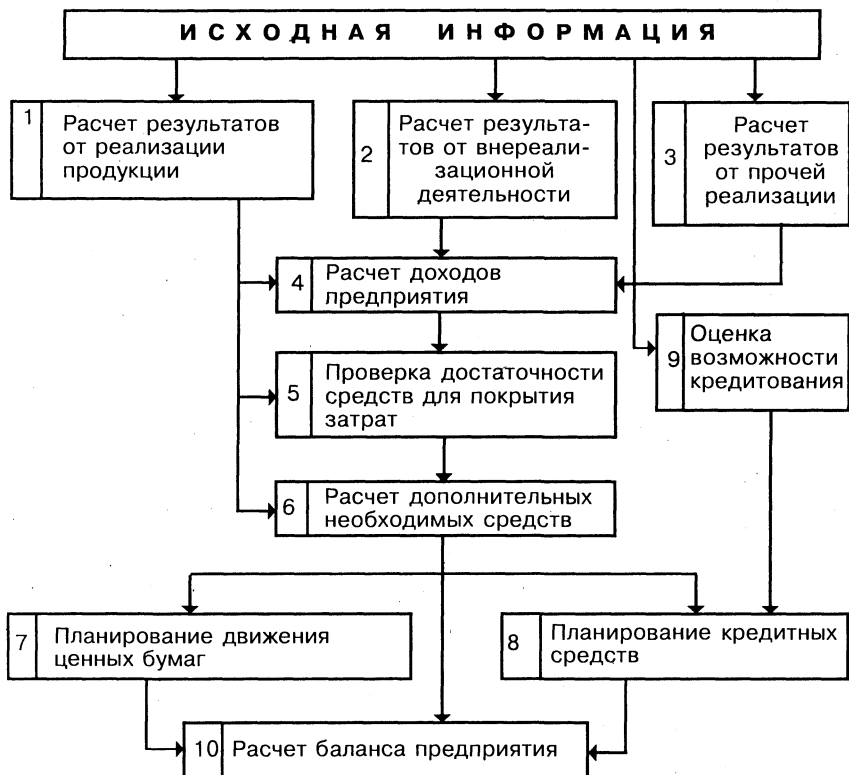 ИСХОДНАЯ ИНФОРМАЦИЯ
1
Расчет результатов
от реализации
продукции
2
Расчет результа-
тов от внереали-
зационной
деятельности
3
Расчет
результатов
от прочей
реализации
4
Расчет доходов
предприятия
5
Проверка достаточности
средств для покрытия
затрат
9
Оценка
возможности
кредитования
6
Расчет дополнительных
необходимых средств
7
Планирование движения
ценных бумаг
8
Планирование кредитных
средств
10
Расчет баланса предприятия